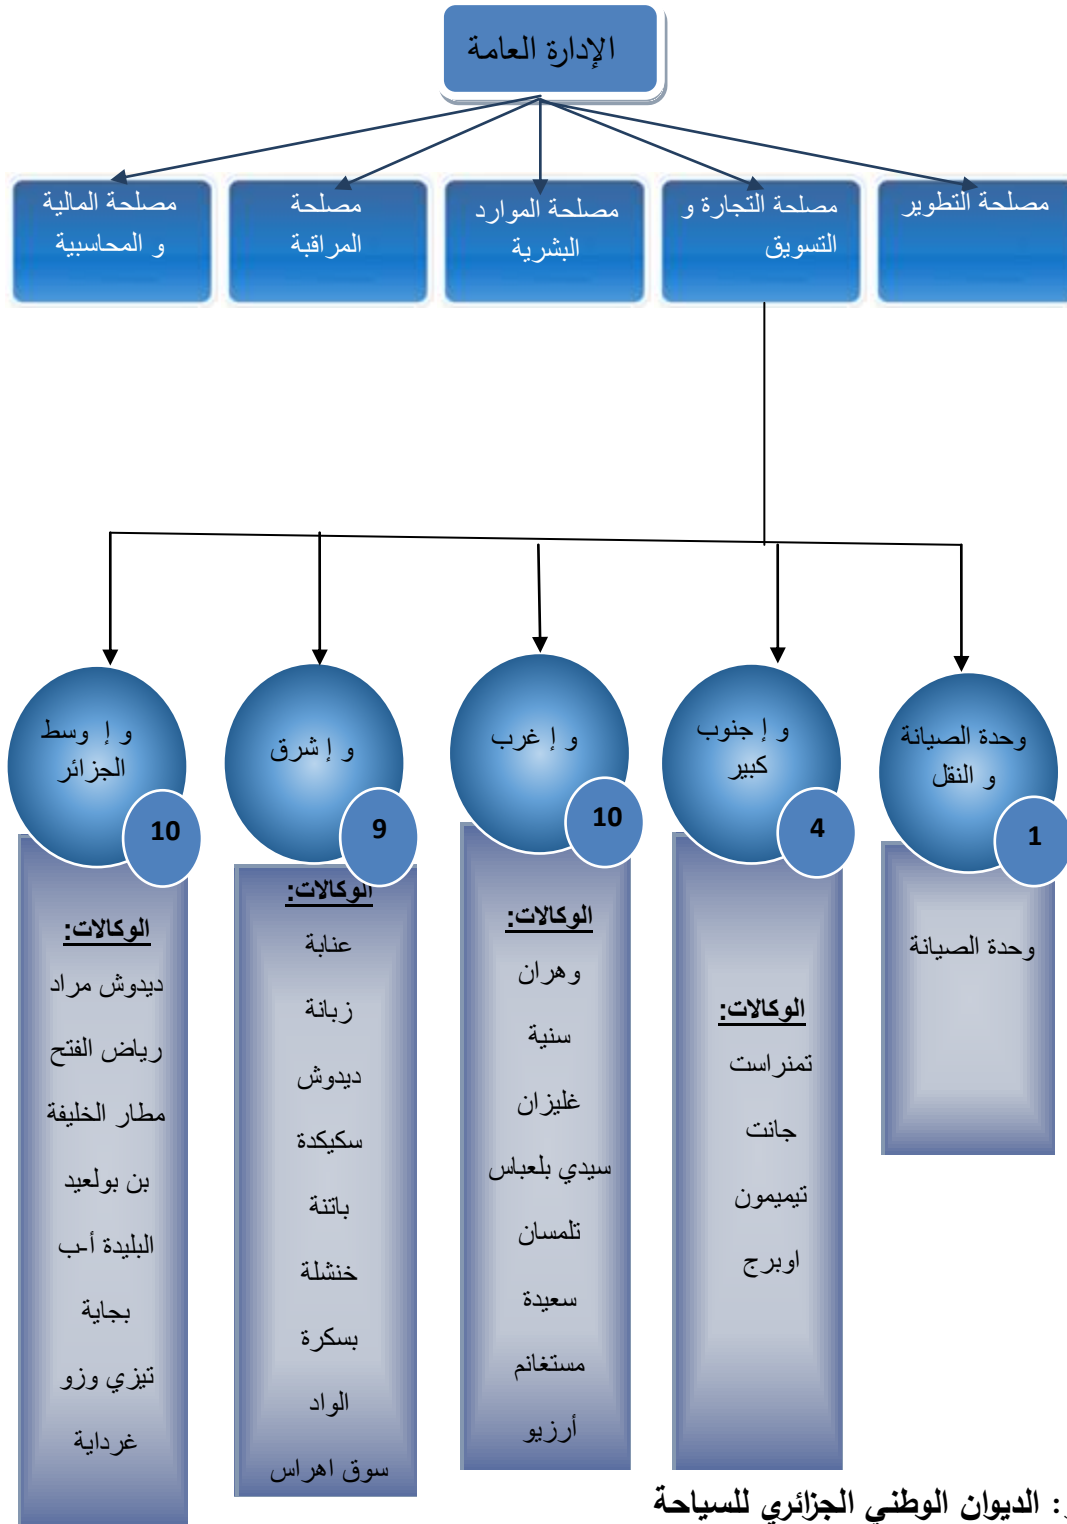 الإدارة العامة
مصلحة التطوير
مصلحة التجارة و
التسويق
مصلحة الموارد
البشرية
مصلحة
المراقبة
مصلحة المالية
و المحاسبية
وحدة الصيانة
و النقل
1
وحدة الصيانة
و إ جنوب
كبير
4
الوكالات:
تمنراست
جانت
تيميمون
اوبرج
و إ غرب
10
الوكالات:
وهران
سنية
غليزان
سيدي بلعباس
تلمسان
سعيدة
مستغانم
أرزيو
و إ شرق
9
الوكالات:
عنابة
زبانة
ديدوش
سكيكدة
باتنة
خنشلة
بسكرة
الواد
سوق اهراس
و إ وسط
الجزائر
10
الوكالات:
ديدوش مراد
رياض الفتح
مطار الخليفة
بن بولعيد
البليدة أ-ب
بجاية
تيزي وزو
غرداية
: الديوان الوطني الجزائري للسياحة